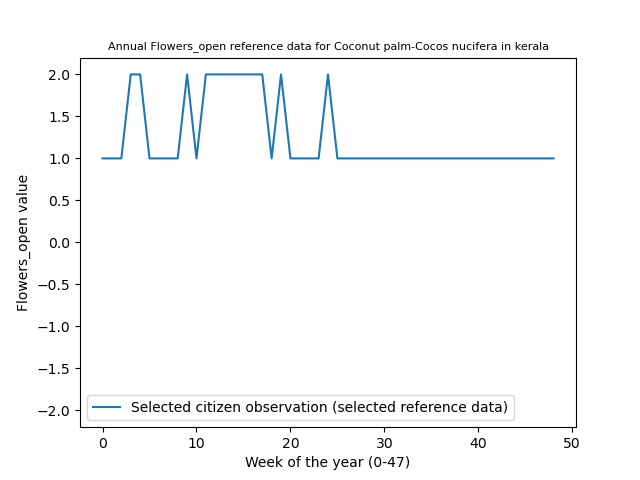 Annual Flowers_open reference data for Coconut palm-Cocos nucifera in kerala
2.0
1.5
1.0
0.5
0.0
−0.5
−1.0
−1.5
−2.0
Flowers_open value
Selected citizen observation (selected reference data)
0 10 20 30 40 50
Week of the year (0-47)